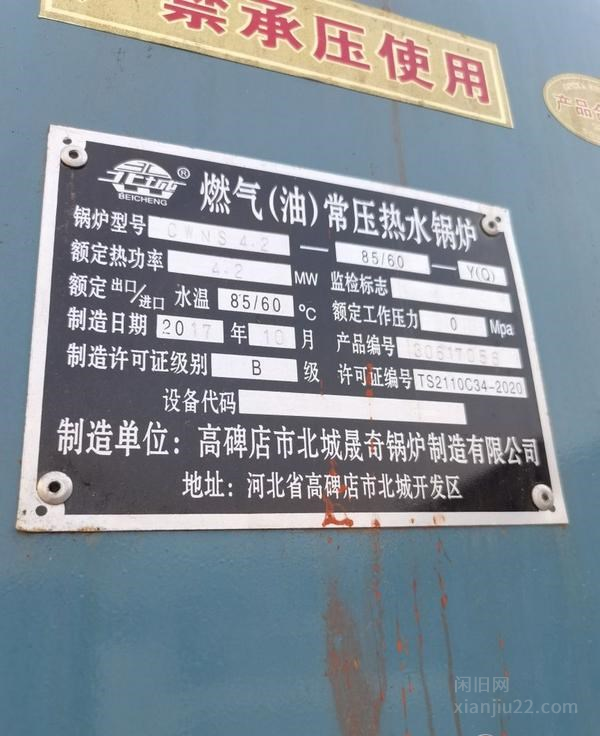 禁承压使用
产品合
北城®
BEICHENG
燃气(油)常压热水锅炉
锅炉型号 CWNS 4.2 — 85/60 — Y(Q)
额定热功率 4.2 MW 监检标志
额定出口/进口水温 85/60 ℃ 额定工作压力 0 Mpa
制造日期 2017 年 10 月 产品编号
制造许可证级别 B 级 许可证编号 TS2110C34-2020
设备代码
制造单位：高碑店市北城晟奇锅炉制造有限公司
地址：河北省高碑店市北城开发区
闲旧网
xianjiu22.com